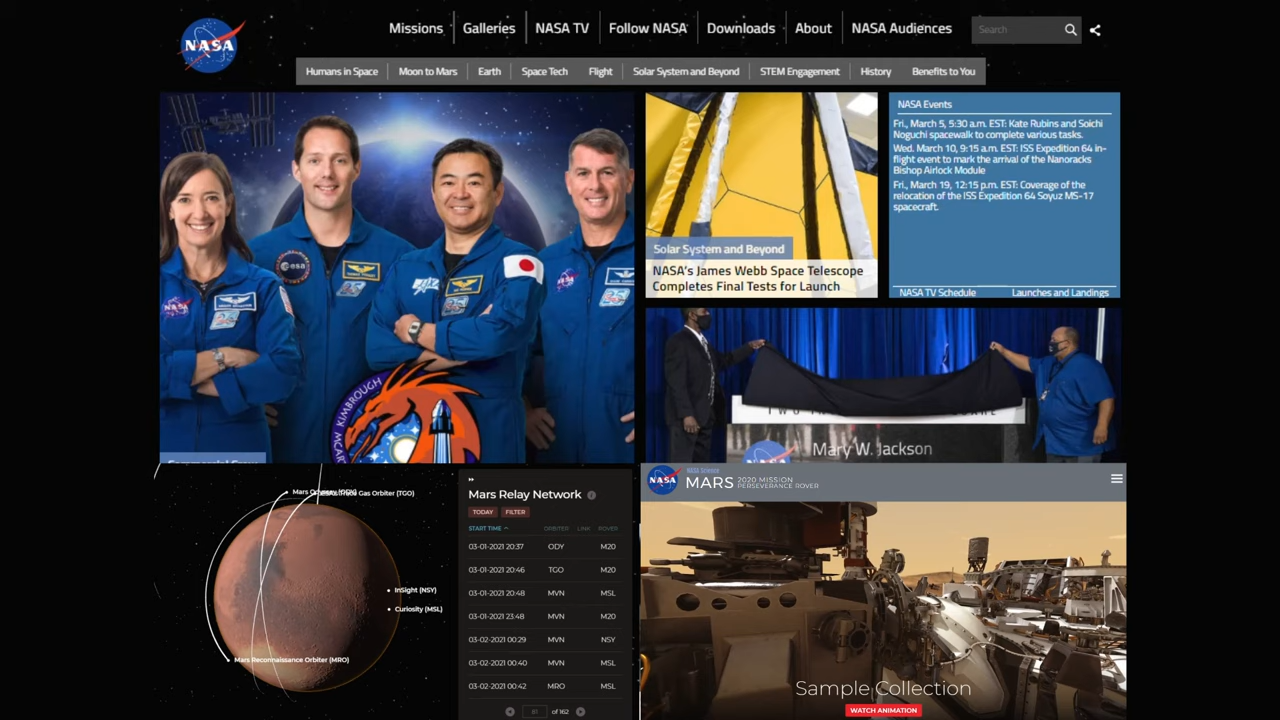 NASA
Missions
Galleries
NASA TV
Follow NASA
Downloads
About
NASA Audiences
Search
Humans in Space
Moon to Mars
Earth
Space Tech
Flight
Solar System and Beyond
STEM Engagement
History
Benefits to You
esa
NASA
KIMBROUGH
Solar System and Beyond
NASA's James Webb Space Telescope
Completes Final Tests for Launch
NASA Events
Fri., March 5, 5:30 a.m. EST: Kate Rubins and Soichi
Noguchi spacewalk to complete various tasks.
Wed. March 10, 9:15 a.m. EST: ISS Expedition 64 in-
flight event to mark the arrival of the Nanoracks
Bishop Airlock Module
Fri., March 19, 12:15 p.m. EST: Coverage of the
relocation of the ISS Expedition 64 Soyuz MS-17
spacecraft.
NASA TV Schedule
Launches and Landings
Mary W. Jackson
Gas Orbiter (TGO)
InSight (NSY)
Curiosity (MSL)
Mars Reconnaissance Orbiter (MRO)
Mars Relay Network
TODAY
FILTER
START TIME
ORBITER
LINK
ROVER
03-01-2021 20:37 ODY M20
03-01-2021 20:46 TGO M20
03-01-2021 20:48 MVN MSL
03-01-2021 23:48 MVN M20
03-02-2021 00:29 MVN NSY
03-02-2021 00:40 MVN MSL
03-02-2021 00:42 MRO MSL
87 of 162
NASA
NASA Science
MARS
2020 MISSION
PERSEVERANCE ROVER
Sample Collection
WATCH ANIMATION